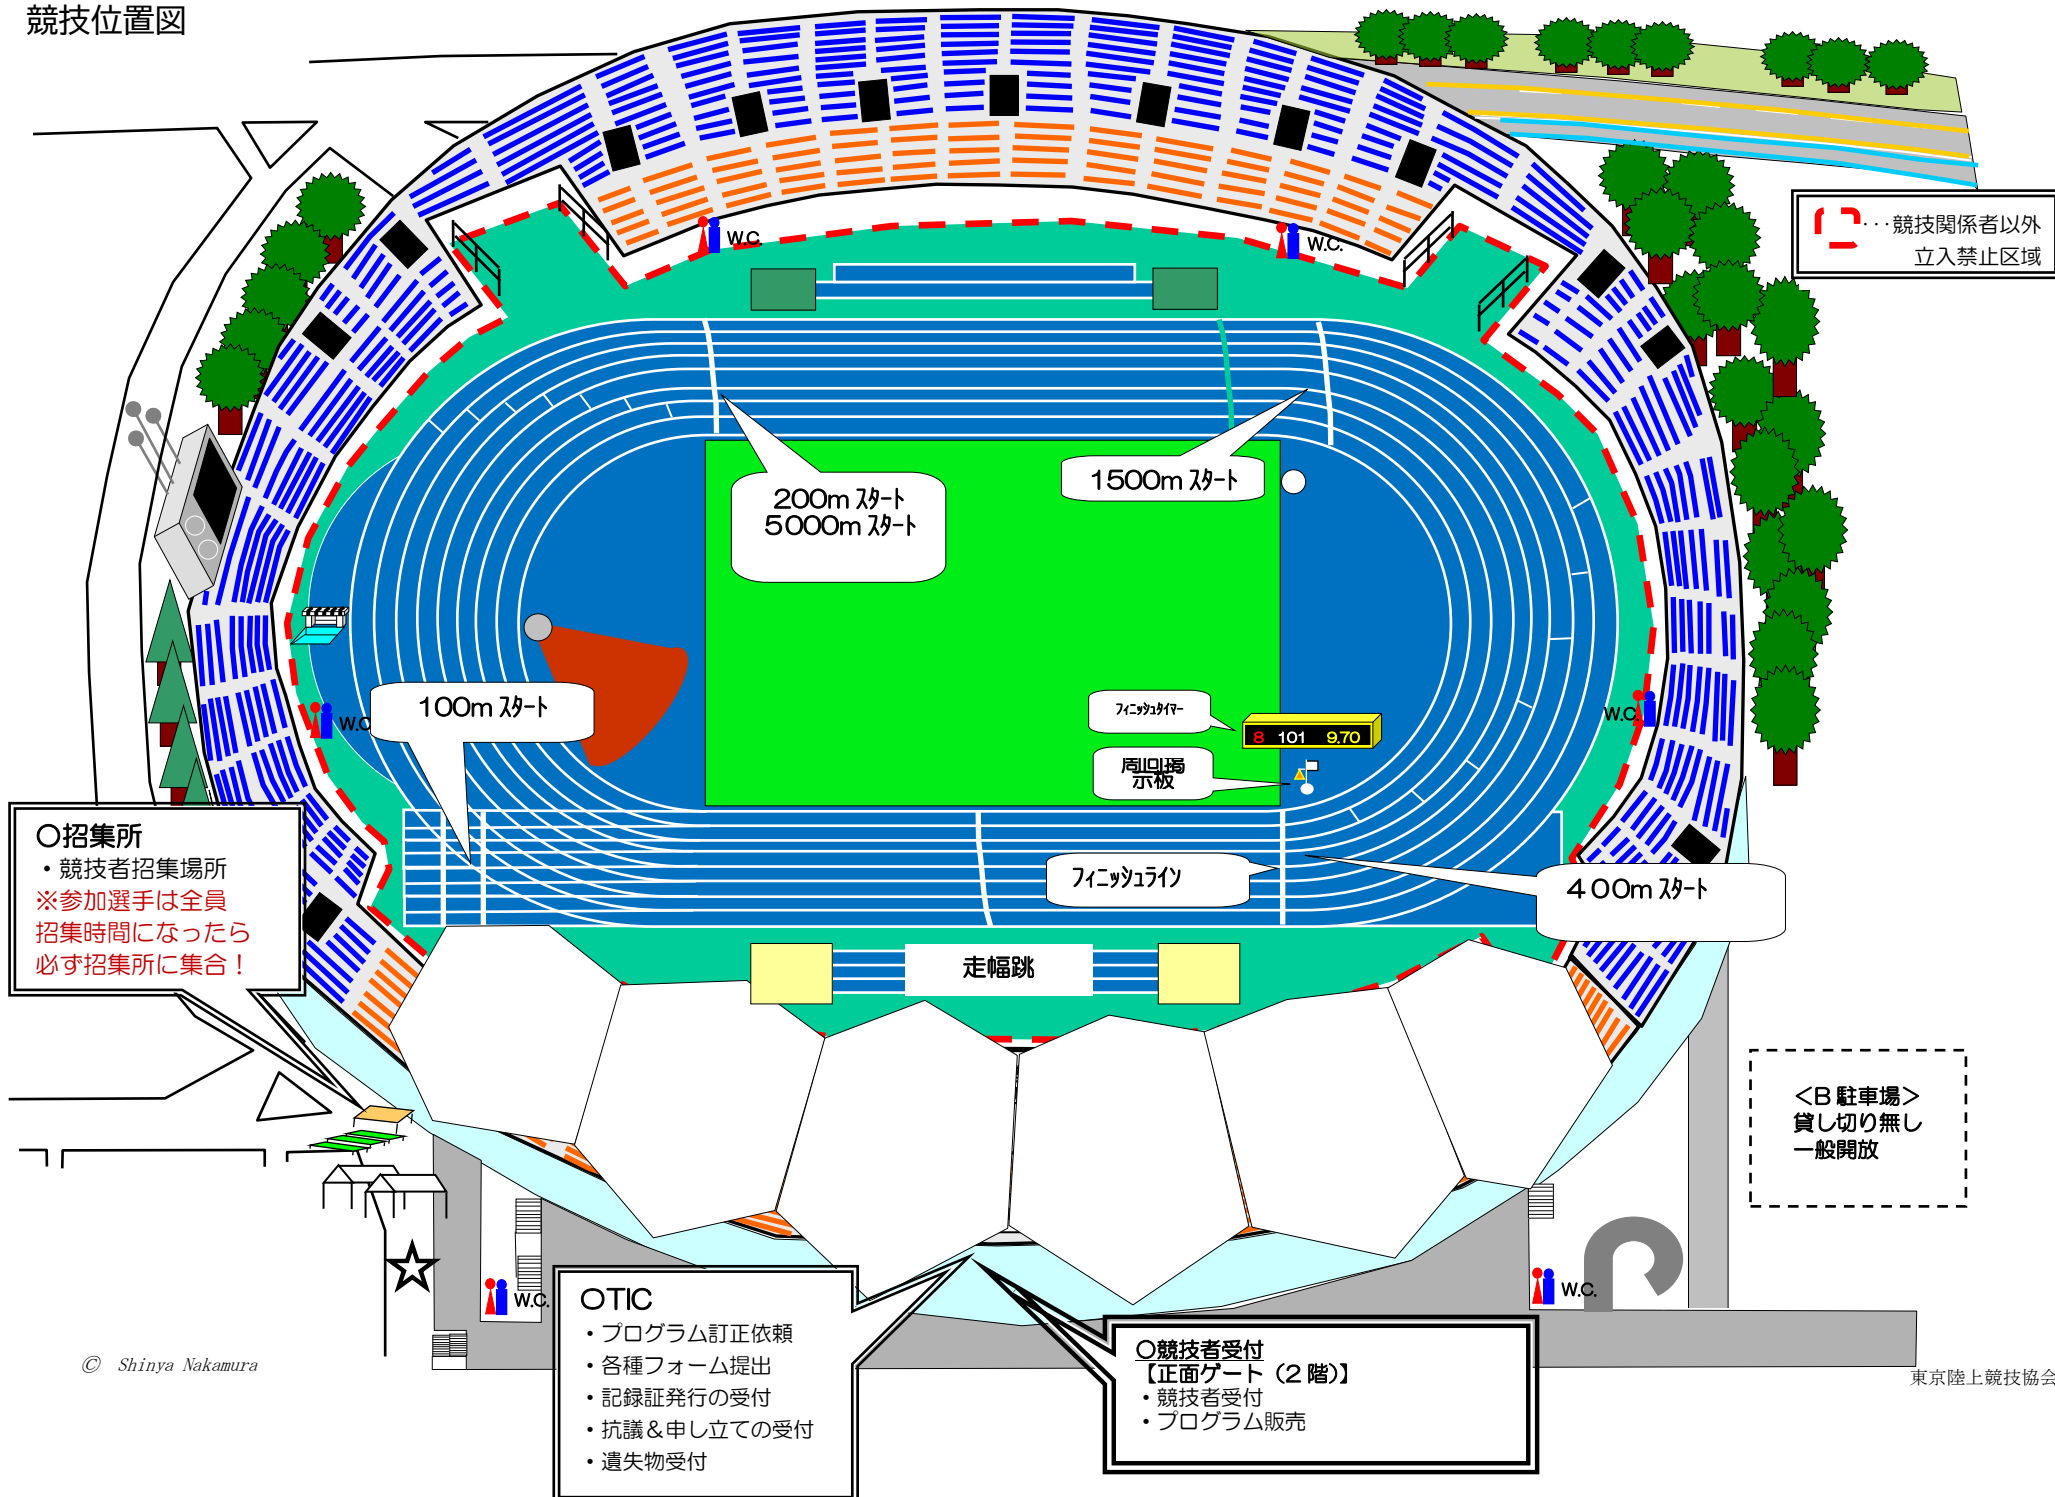 競技位置図
W.C.
W.C.
･･･競技関係者以外
立入禁止区域
200m ｽﾀｰﾄ
5000m ｽﾀｰﾄ
1500m ｽﾀｰﾄ
W.C
100m ｽﾀｰﾄ
ﾌｨﾆｯｼｭﾀｲﾏｰ
8 101 9.70
W.C.
周回掲
示板
○招集所
・競技者招集場所
※参加選手は全員
招集時間になったら
必ず招集所に集合！
ﾌｨﾆｯｼｭﾗｲﾝ
400m ｽﾀｰﾄ
走幅跳
＜B 駐車場＞
貸し切り無し
一般開放
W.C.
W.C.
○TIC
・プログラム訂正依頼
・各種フォーム提出
・記録証発行の受付
・抗議＆申し立ての受付
・遺失物受付
○競技者受付
【正面ゲート（2 階）】
・競技者受付
・プログラム販売
© Shinya Nakamura
東京陸上競技協会